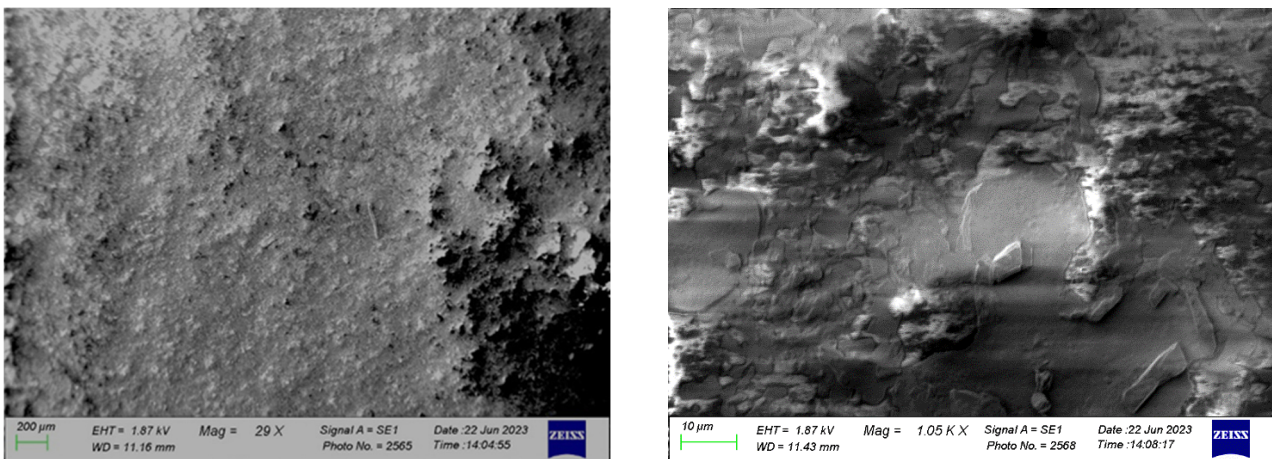 200 µm
EHT = 1.87 kV
WD = 11.16 mm
Mag = 29 X
Signal A = SE1
Photo No. = 2565
Date :22 Jun 2023
Time :14:04:55
ZEISS
10 µm
EHT = 1.87 kV
WD = 11.43 mm
Mag = 1.05 K X
Signal A = SE1
Photo No. = 2568
Date :22 Jun 2023
Time :14:08:17
ZEISS